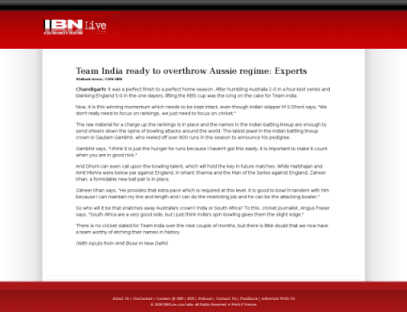 IBN Live
Team India ready to overthrow Aussie regime: Experts
Chandigarh: It was a perfect finish to a perfect home season. After humbling Australia 2-0 in a four-test series and
blanking England 5-0 in the one-dayers, lifting the RBS cup was the icing on the cake for Team India.
Now, it is this winning momentum which needs to be kept intact, even though Indian skipper M S Dhoni says, "We
don't really need to focus on rankings, we just need to focus on cricket."
The raw material for a charge up the rankings is in place and the names in the Indian batting lineup are enough to
send shivers down the spine of bowling attacks around the world. The latest jewel in the Indian batting lineup
crown is Gautam Gambhir, who reeled off over 800 runs in the season to announce his pedigree.
Gambhir says, "I think it is just the hunger for runs because I haven't got this easily. It is important to make it count
when you are in good nick."
And Dhoni can even call upon the bowling talent, which will hold the key in future matches. While Harbhajan and
Amit Mishra were below par against England, in Ishant Sharma and the Man of the Series against England, Zaheer
Khan, a formidable new ball pair is in place.
Zaheer Khan says, "He provides that extra pace which is required at this level. It is good to bowl in tandem with him
because I can maintain my line and length and I can do the restricting job and he can be the attacking bowler."
So who will it be that snatches away Australia's crown? India or South Africa? To this, cricket journalist, Angus Fraser
says, "South Africa are a very good side, but I just think India's spin bowling gives them the slight edge."
There is no cricket slated for Team India over the next couple of months, but there is little doubt that we now have
a team worthy of etching their names in history.
(With inputs from Amit Bose in New Delhi)
About Us | Disclaimer | Careers @ IBN | RSS | Podcast | Contact Us | Feedback | Advertise With Us